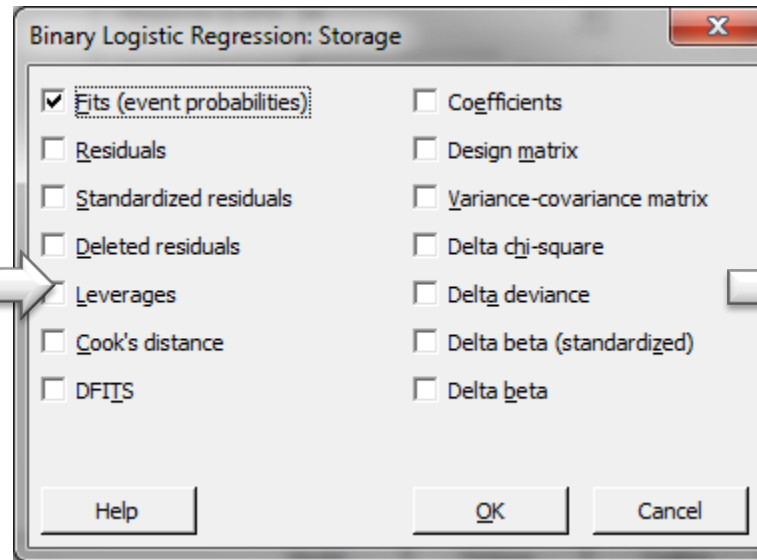 Binary Logistic Regression: Storage
Fits (event probabilities)
Residuals
Standardized residuals
Deleted residuals
Leverages
Cook's distance
DFITS
Coefficients
Design matrix
Variance-covariance matrix
Delta chi-square
Delta deviance
Delta beta (standardized)
Delta beta
Help
OK
Cancel